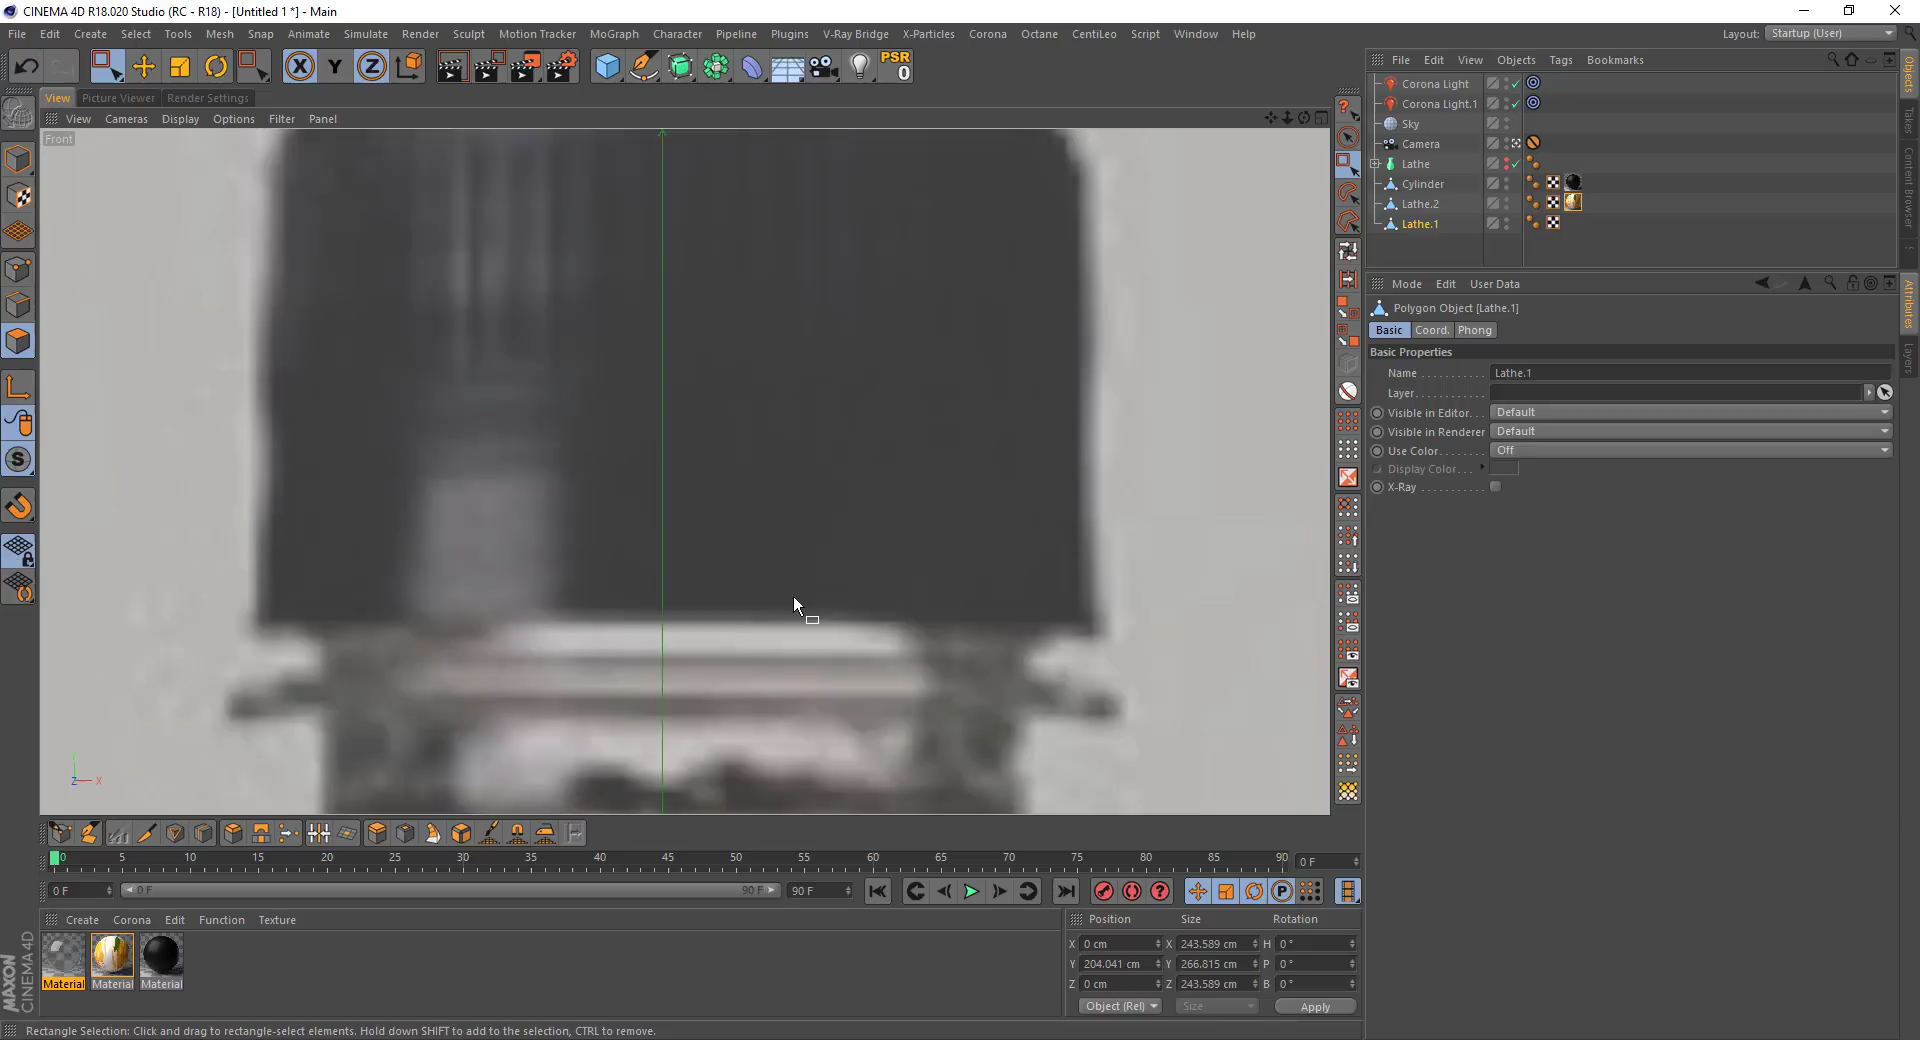 CINEMA 4D R18.020 Studio (RC - R18) - [Untitled 1 *] - Main
File Edit Create Select Tools Mesh Snap Animate Simulate Render Sculpt Motion Tracker MoGraph Character Pipeline Plugins V-Ray Bridge X-Particles Corona Octane CentiLeo Script Window Help Layout: Startup (User)
X Y Z PSR 0
File Edit View Objects Tags Bookmarks
View Picture Viewer Render Settings
View Cameras Display Options Filter Panel
Front
Corona Light
Corona Light.1
Sky
Camera
Lathe
Cylinder
Lathe.2
Lathe.1
Objects
Takes
Content Browser
Mode Edit User Data
Polygon Object [Lathe.1]
Basic Coord. Phong
Basic Properties
Name . . . . . . . . . . . Lathe.1
Layer . . . . . . . . . . .
Visible in Editor . . . Default
Visible in Renderer Default
Use Color . . . . . . . . Off
Display Color . . . .
X-Ray . . . . . . . . . . .
Attributes
Layers
Z X
0 5 10 15 20 25 30 35 40 45 50 55 60 65 70 75 80 85 90 0 F
0 F 0 F 90 F 90 F P
Create Corona Edit Function Texture
Material Material Material
Position Size Rotation
X 0 cm X 243.589 cm H 0 °
Y 204.041 cm Y 266.815 cm P 0 °
Z 0 cm Z 243.589 cm B 0 °
Object (Rel) Size Apply
MAXON CINEMA 4D
Rectangle Selection: Click and drag to rectangle-select elements. Hold down SHIFT to add to the selection, CTRL to remove.